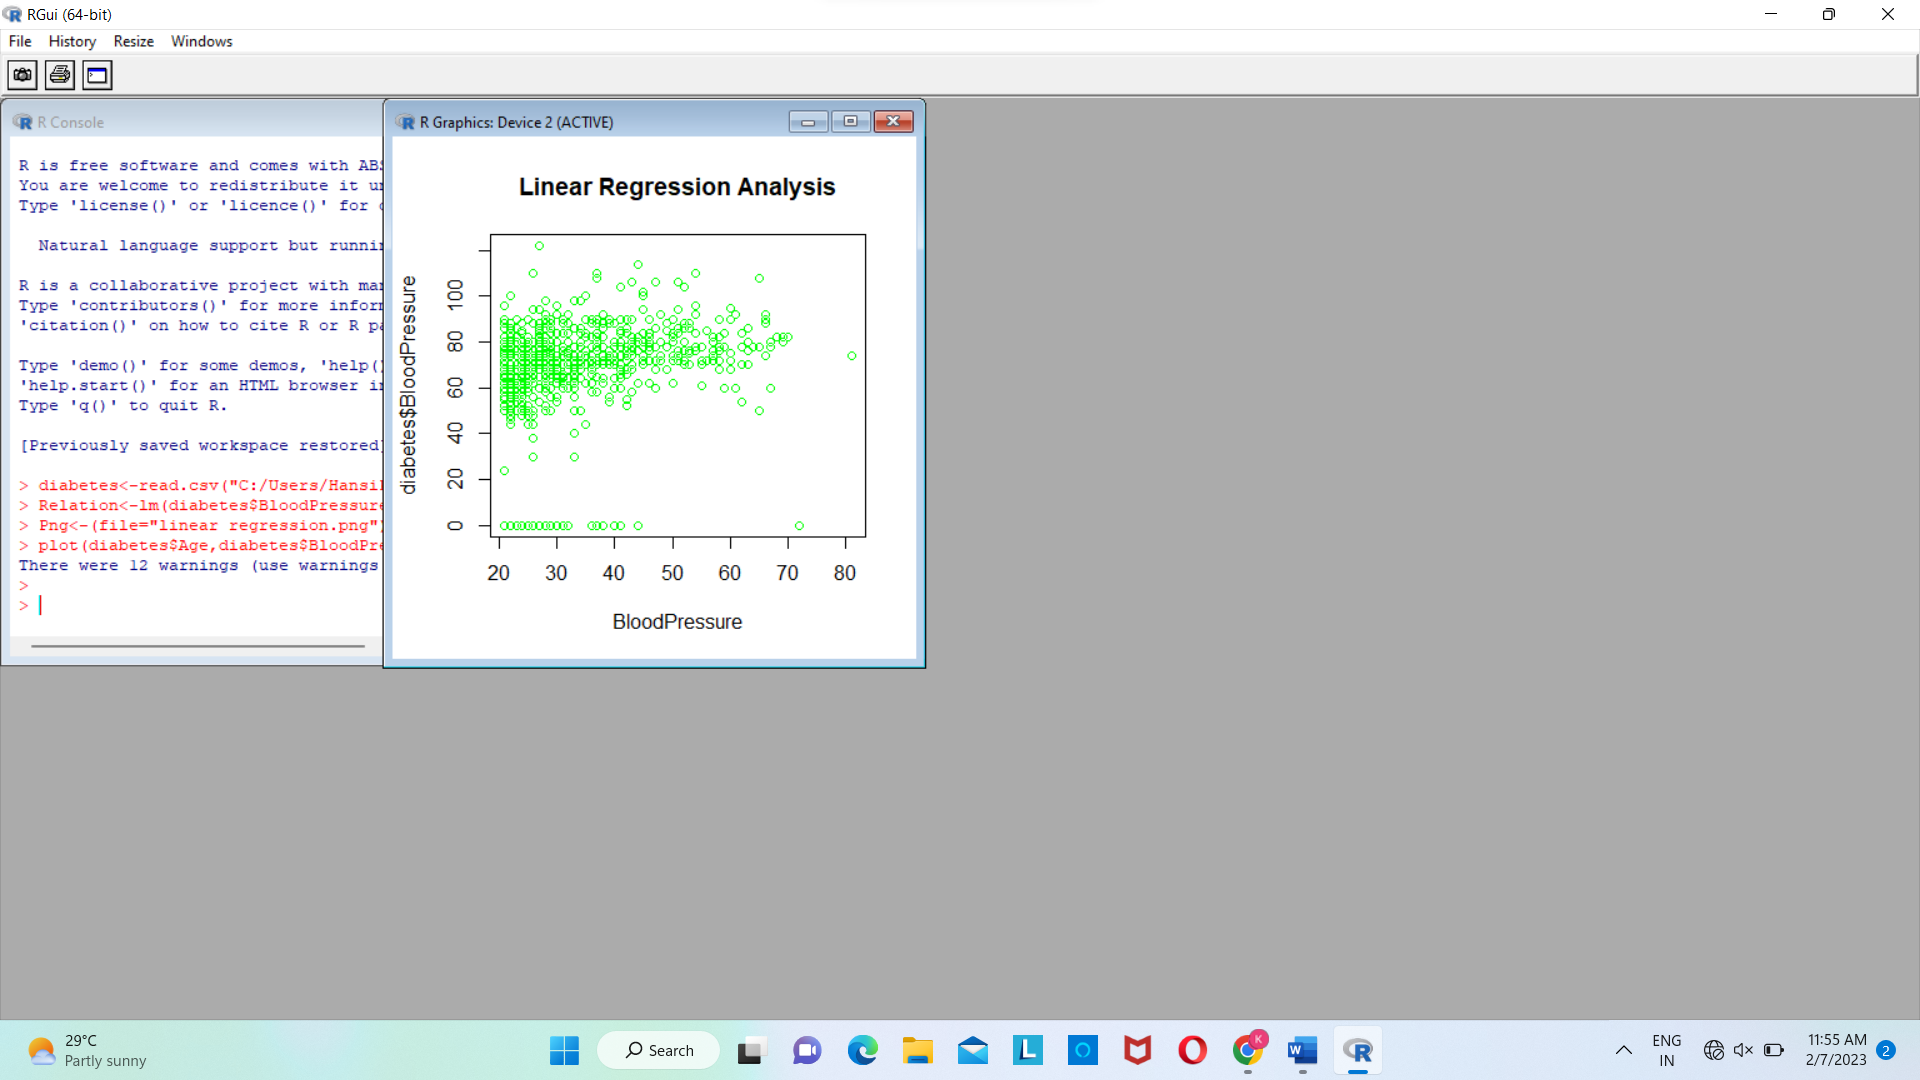 RGui (64-bit)
File History Resize Windows
R Console
R is free software and comes with ABS
You are welcome to redistribute it u
Type 'license()' or 'licence()' for
Natural language support but runni
R is a collaborative project with ma
Type 'contributors()' for more infor
'citation()' on how to cite R or R pa
Type 'demo()' for some demos, 'help()
'help.start()' for an HTML browser i
Type 'q()' to quit R.
[Previously saved workspace restored]
> diabetes<-read.csv("C:/Users/Hansi
> Relation<-lm(diabetes$BloodPressure
> Png<-(file="linear regression.png")
> plot(diabetes$Age,diabetes$BloodPre
There were 12 warnings (use warnings
>
>
R Graphics: Device 2 (ACTIVE)
Linear Regression Analysis
diabetes$BloodPressure
100
80
60
40
20
0
20 30 40 50 60 70 80
BloodPressure
29°C
Partly sunny
Search
ENG
IN
11:55 AM
2/7/2023
2